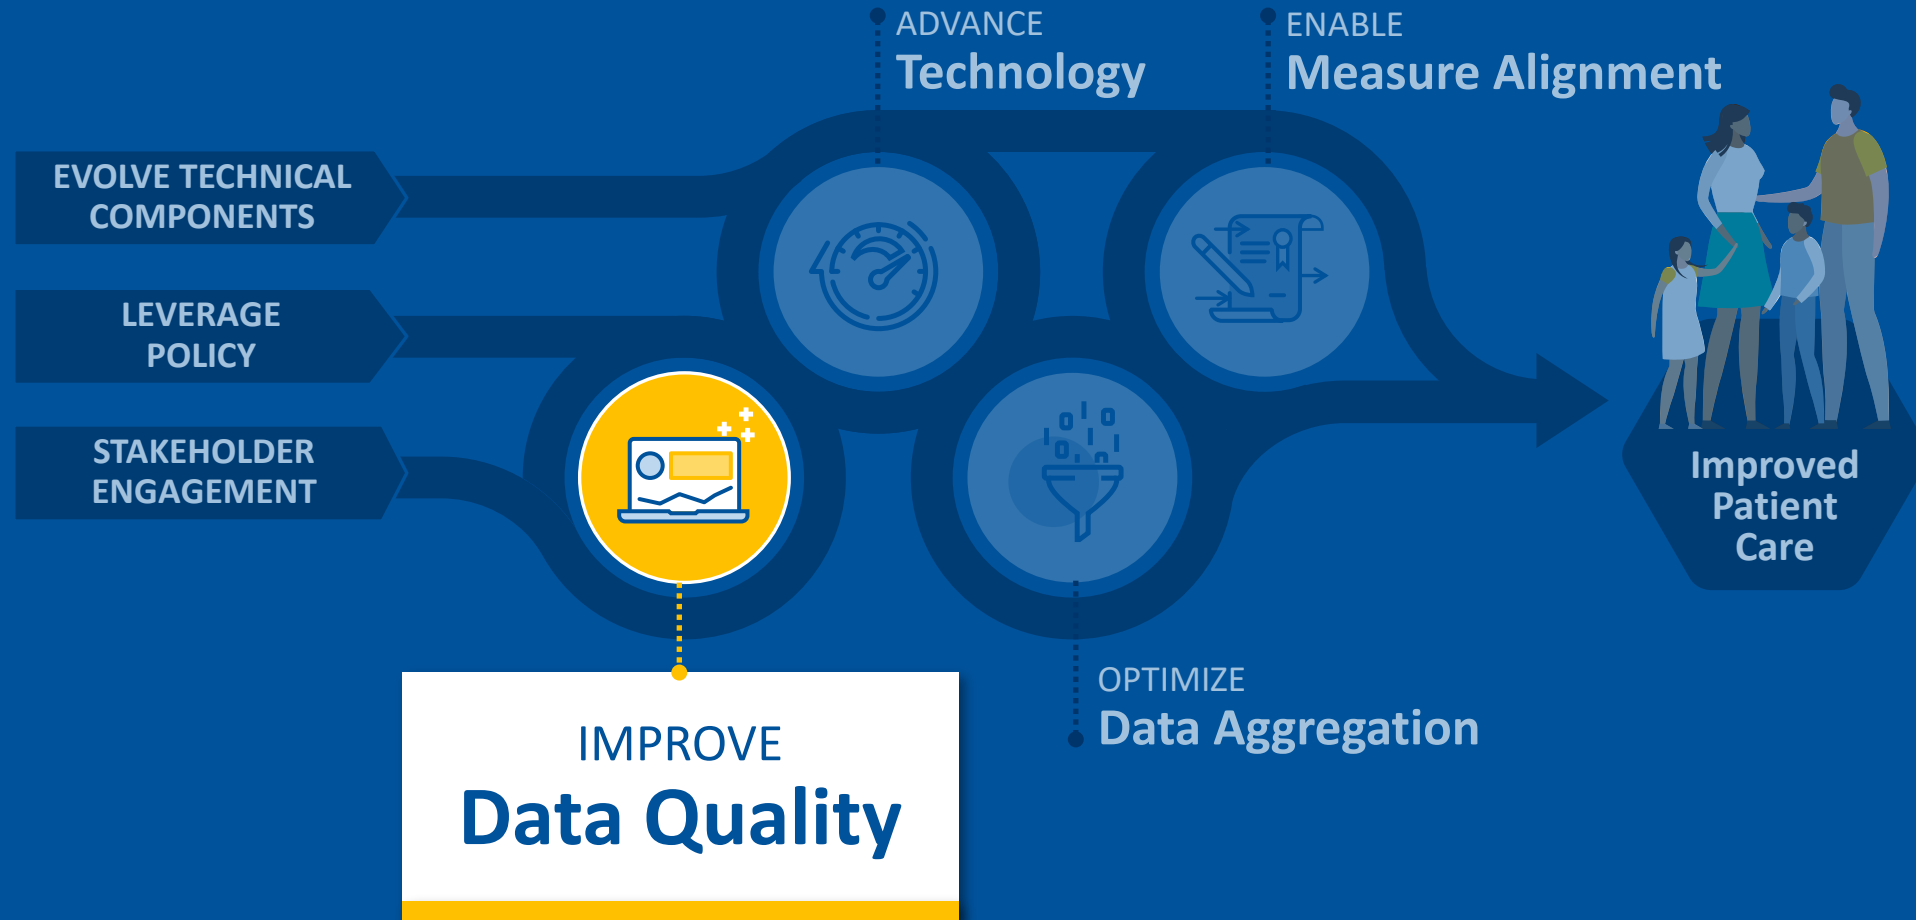 ADVANCE
Technology
ENABLE
Measure Alignment
EVOLVE TECHNICAL
COMPONENTS
LEVERAGE
POLICY
STAKEHOLDER
ENGAGEMENT
Improved
Patient
Care
IMPROVE
Data Quality
OPTIMIZE
Data Aggregation